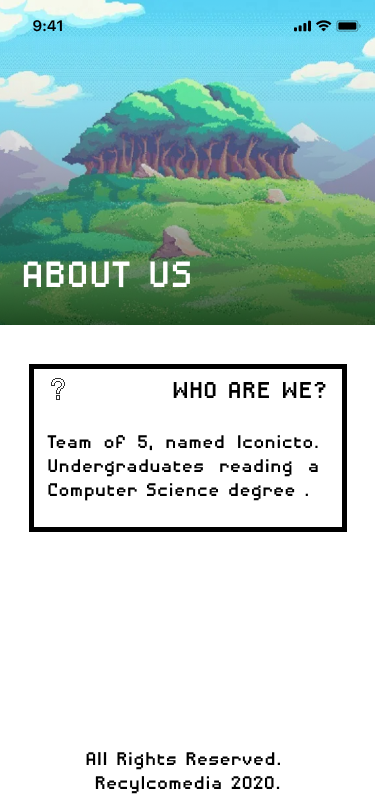 9:41
ABOUT US
? WHO ARE WE?
Team of 5, named Iconicto.
Undergraduates reading a
Computer Science degree .
All Rights Reserved.
Recylcomedia 2020.